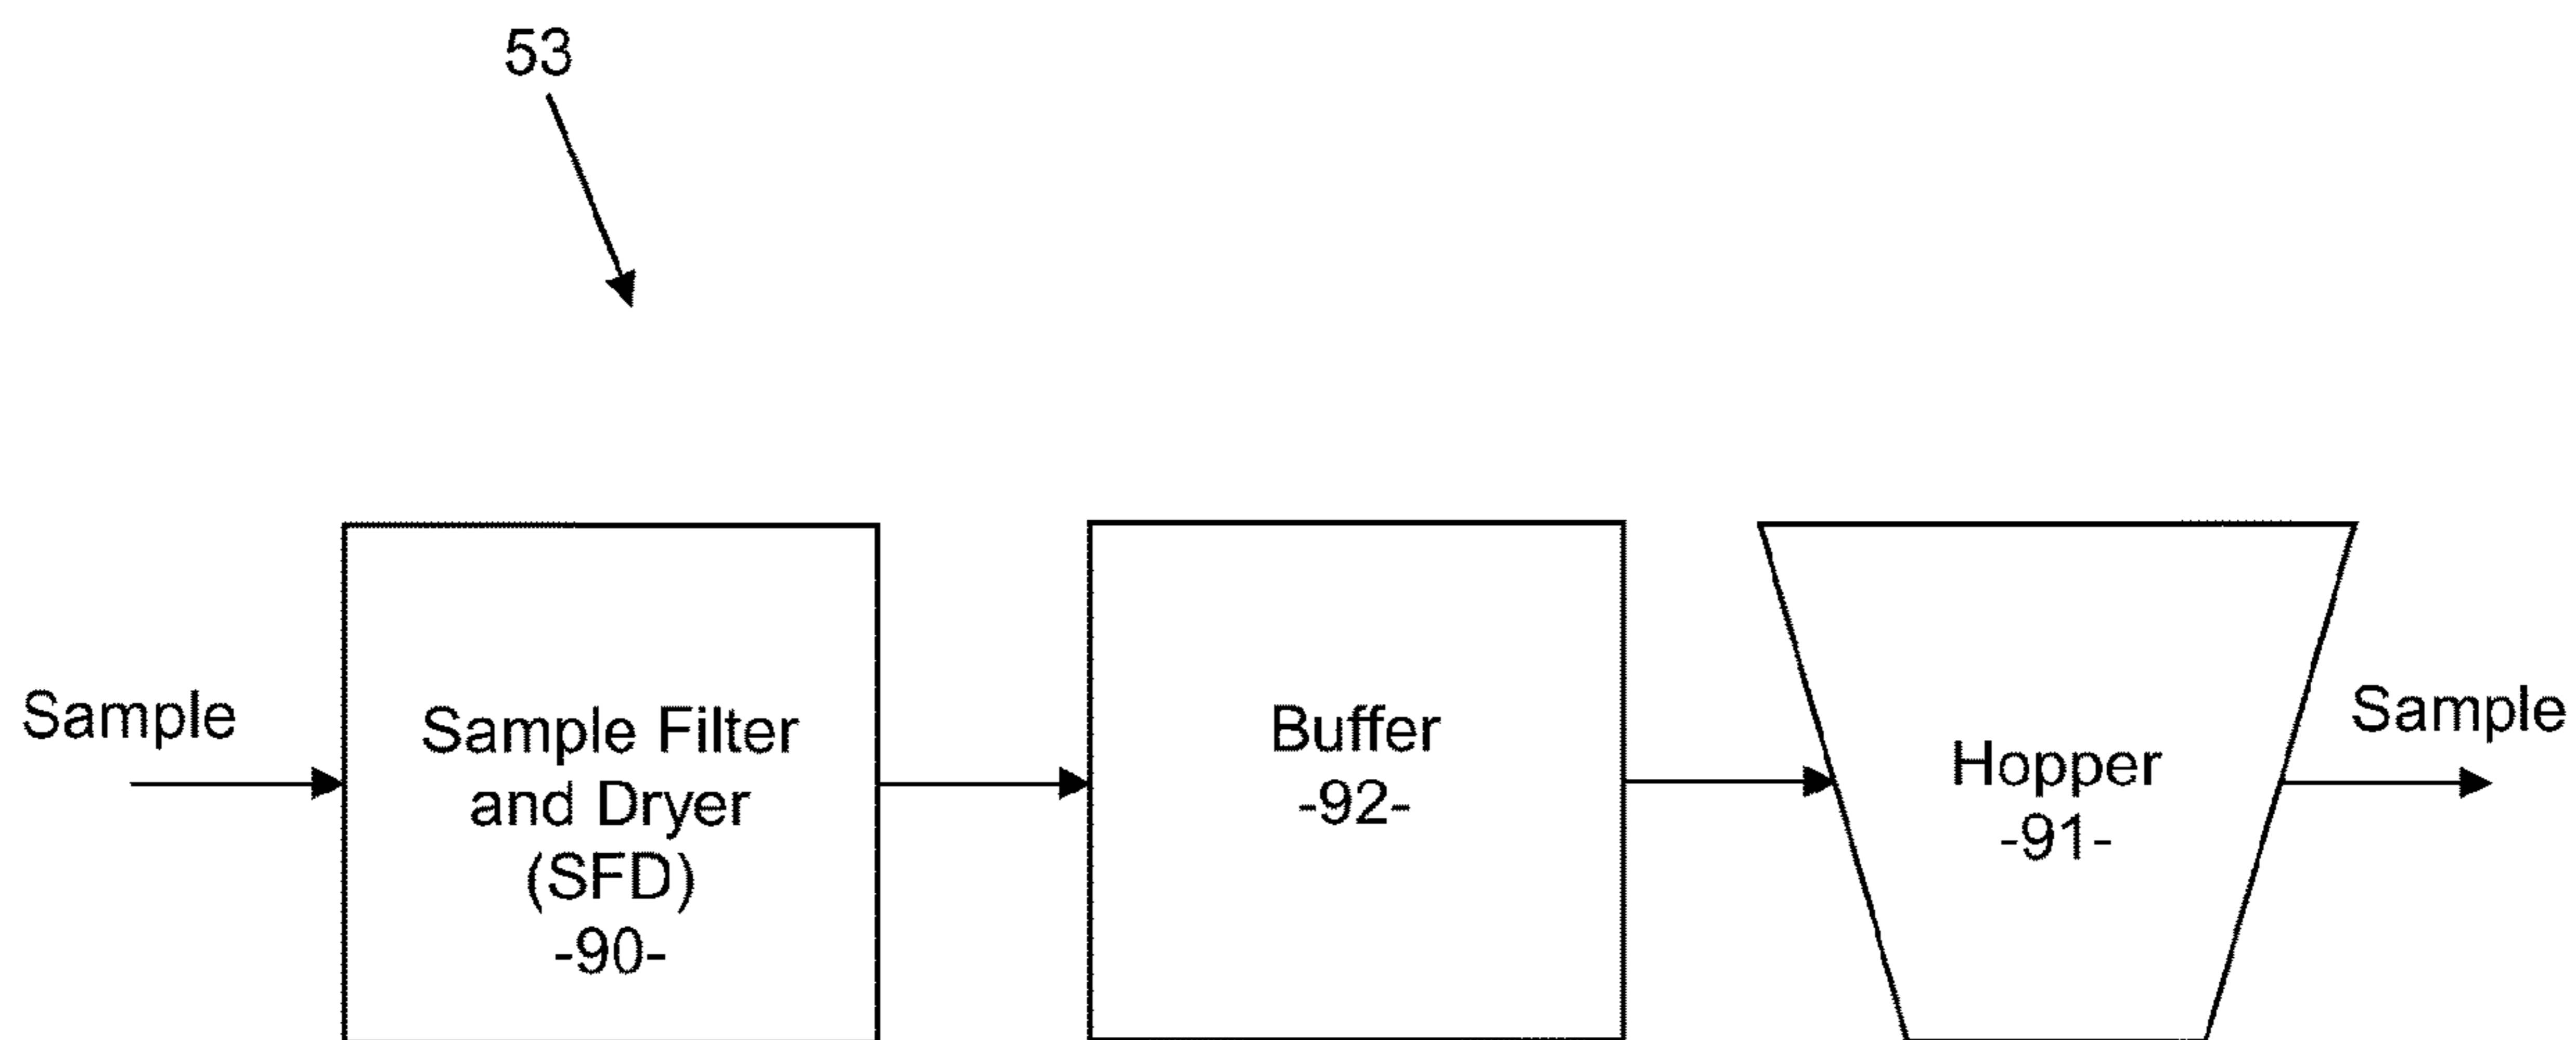 53
Sample
Sample Filter
and Dryer
(SFD)
-90-
Buffer
-92-
Hopper
-91-
Sample